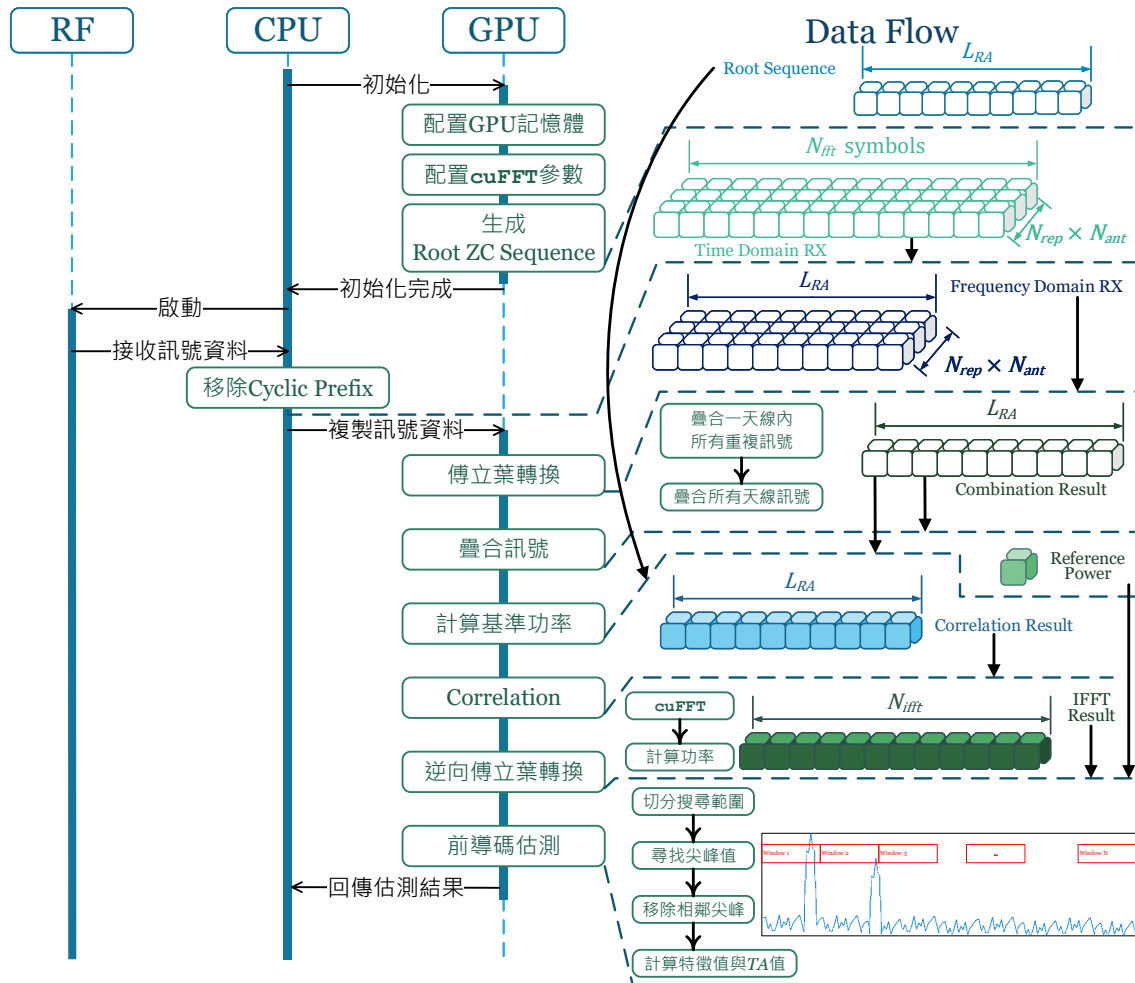 RF
CPU
GPU
Data Flow
初始化
配置GPU記憶體
配置cuFFT參數
生成
Root ZC Sequence
初始化完成
啟動
接收訊號資料
移除Cyclic Prefix
複製訊號資料
傅立葉轉換
疊合訊號
計算基準功率
Correlation
逆向傅立葉轉換
前導碼估測
回傳估測結果
Root Sequence
L_RA
N_fft symbols
Time Domain RX
N_rep × N_ant
L_RA
Frequency Domain RX
N_rep × N_ant
疊合一天線內
所有重複訊號
疊合所有天線訊號
L_RA
Combination Result
Reference
Power
L_RA
Correlation Result
cuFFT
計算功率
N_ifft
IFFT
Result
切分搜尋範圍
尋找尖峰值
移除相鄰尖峰
計算特徵值與TA值
Window 1
Window 2
Window 3
...
Window N